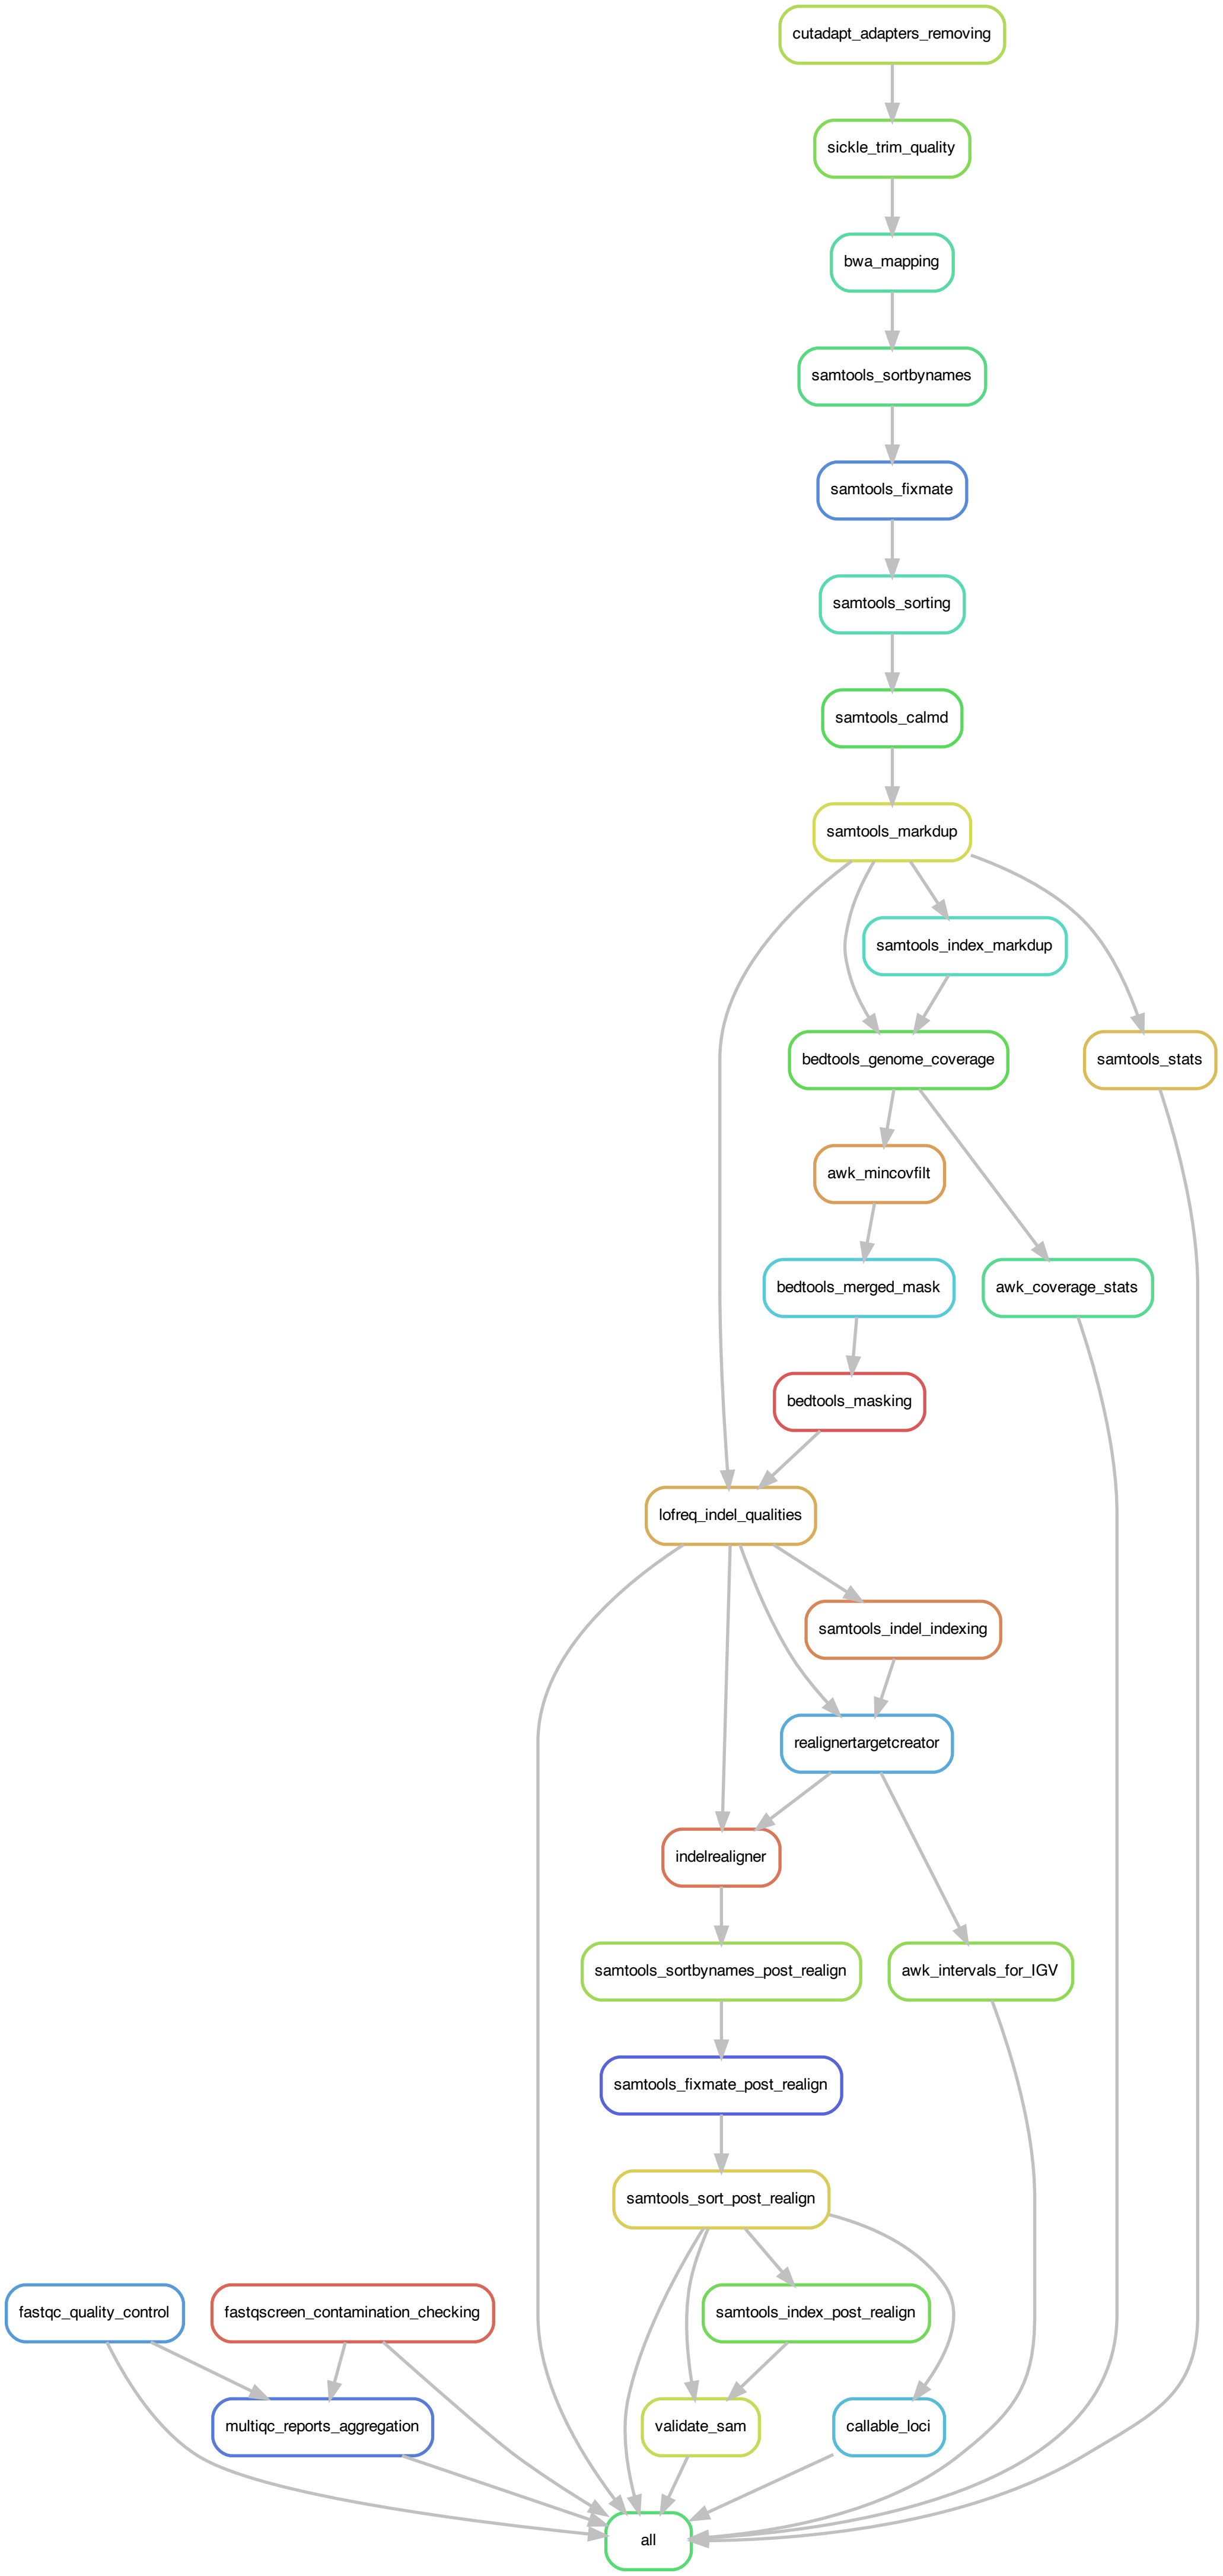 cutadapt_adapters_removing
sickle_trim_quality
bwa_mapping
samtools_sortbynames
samtools_fixmate
samtools_sorting
samtools_calmd
samtools_markdup
samtools_index_markdup
bedtools_genome_coverage
samtools_stats
awk_mincovfilt
bedtools_merged_mask
awk_coverage_stats
bedtools_masking
lofreq_indel_qualities
samtools_indel_indexing
realignertargetcreator
indelrealigner
samtools_sortbynames_post_realign
awk_intervals_for_IGV
samtools_fixmate_post_realign
samtools_sort_post_realign
fastqc_quality_control
fastqscreen_contamination_checking
samtools_index_post_realign
multiqc_reports_aggregation
validate_sam
callable_loci
all